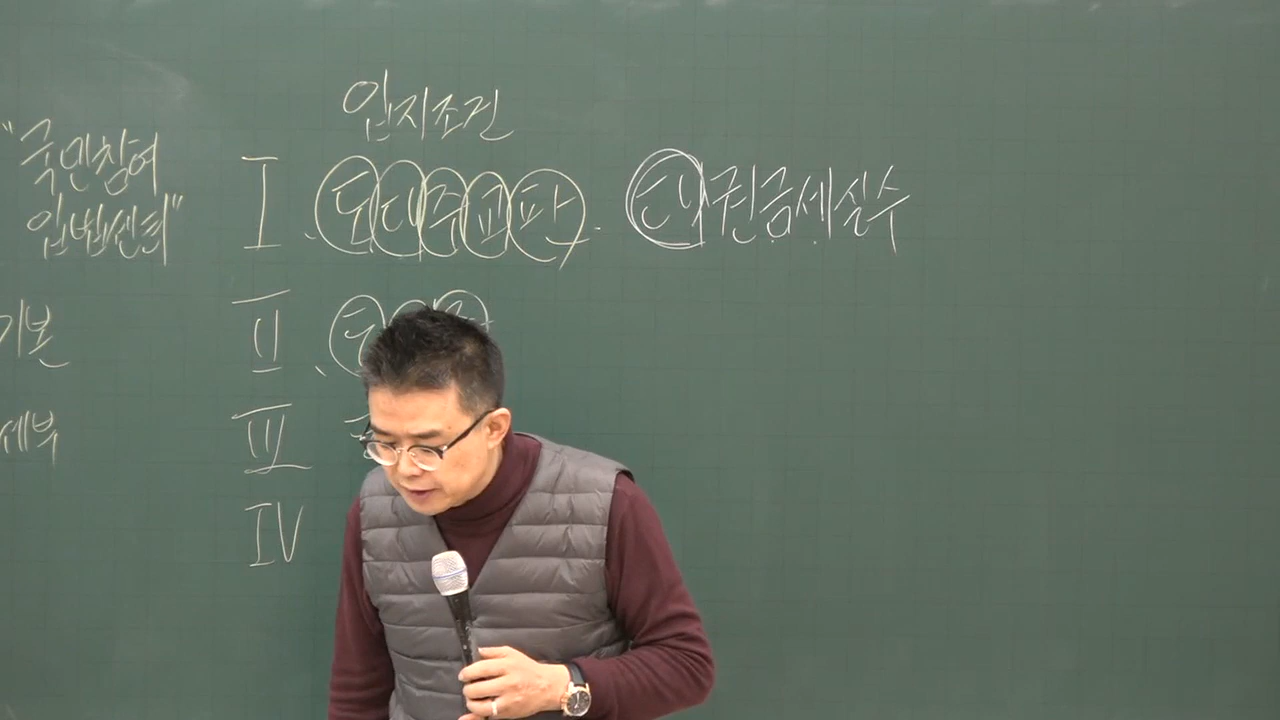 "국민참여
입법센터"
기본
세부
입지조건
I. 도대주교판. 대권금세실수
II.
III
IV